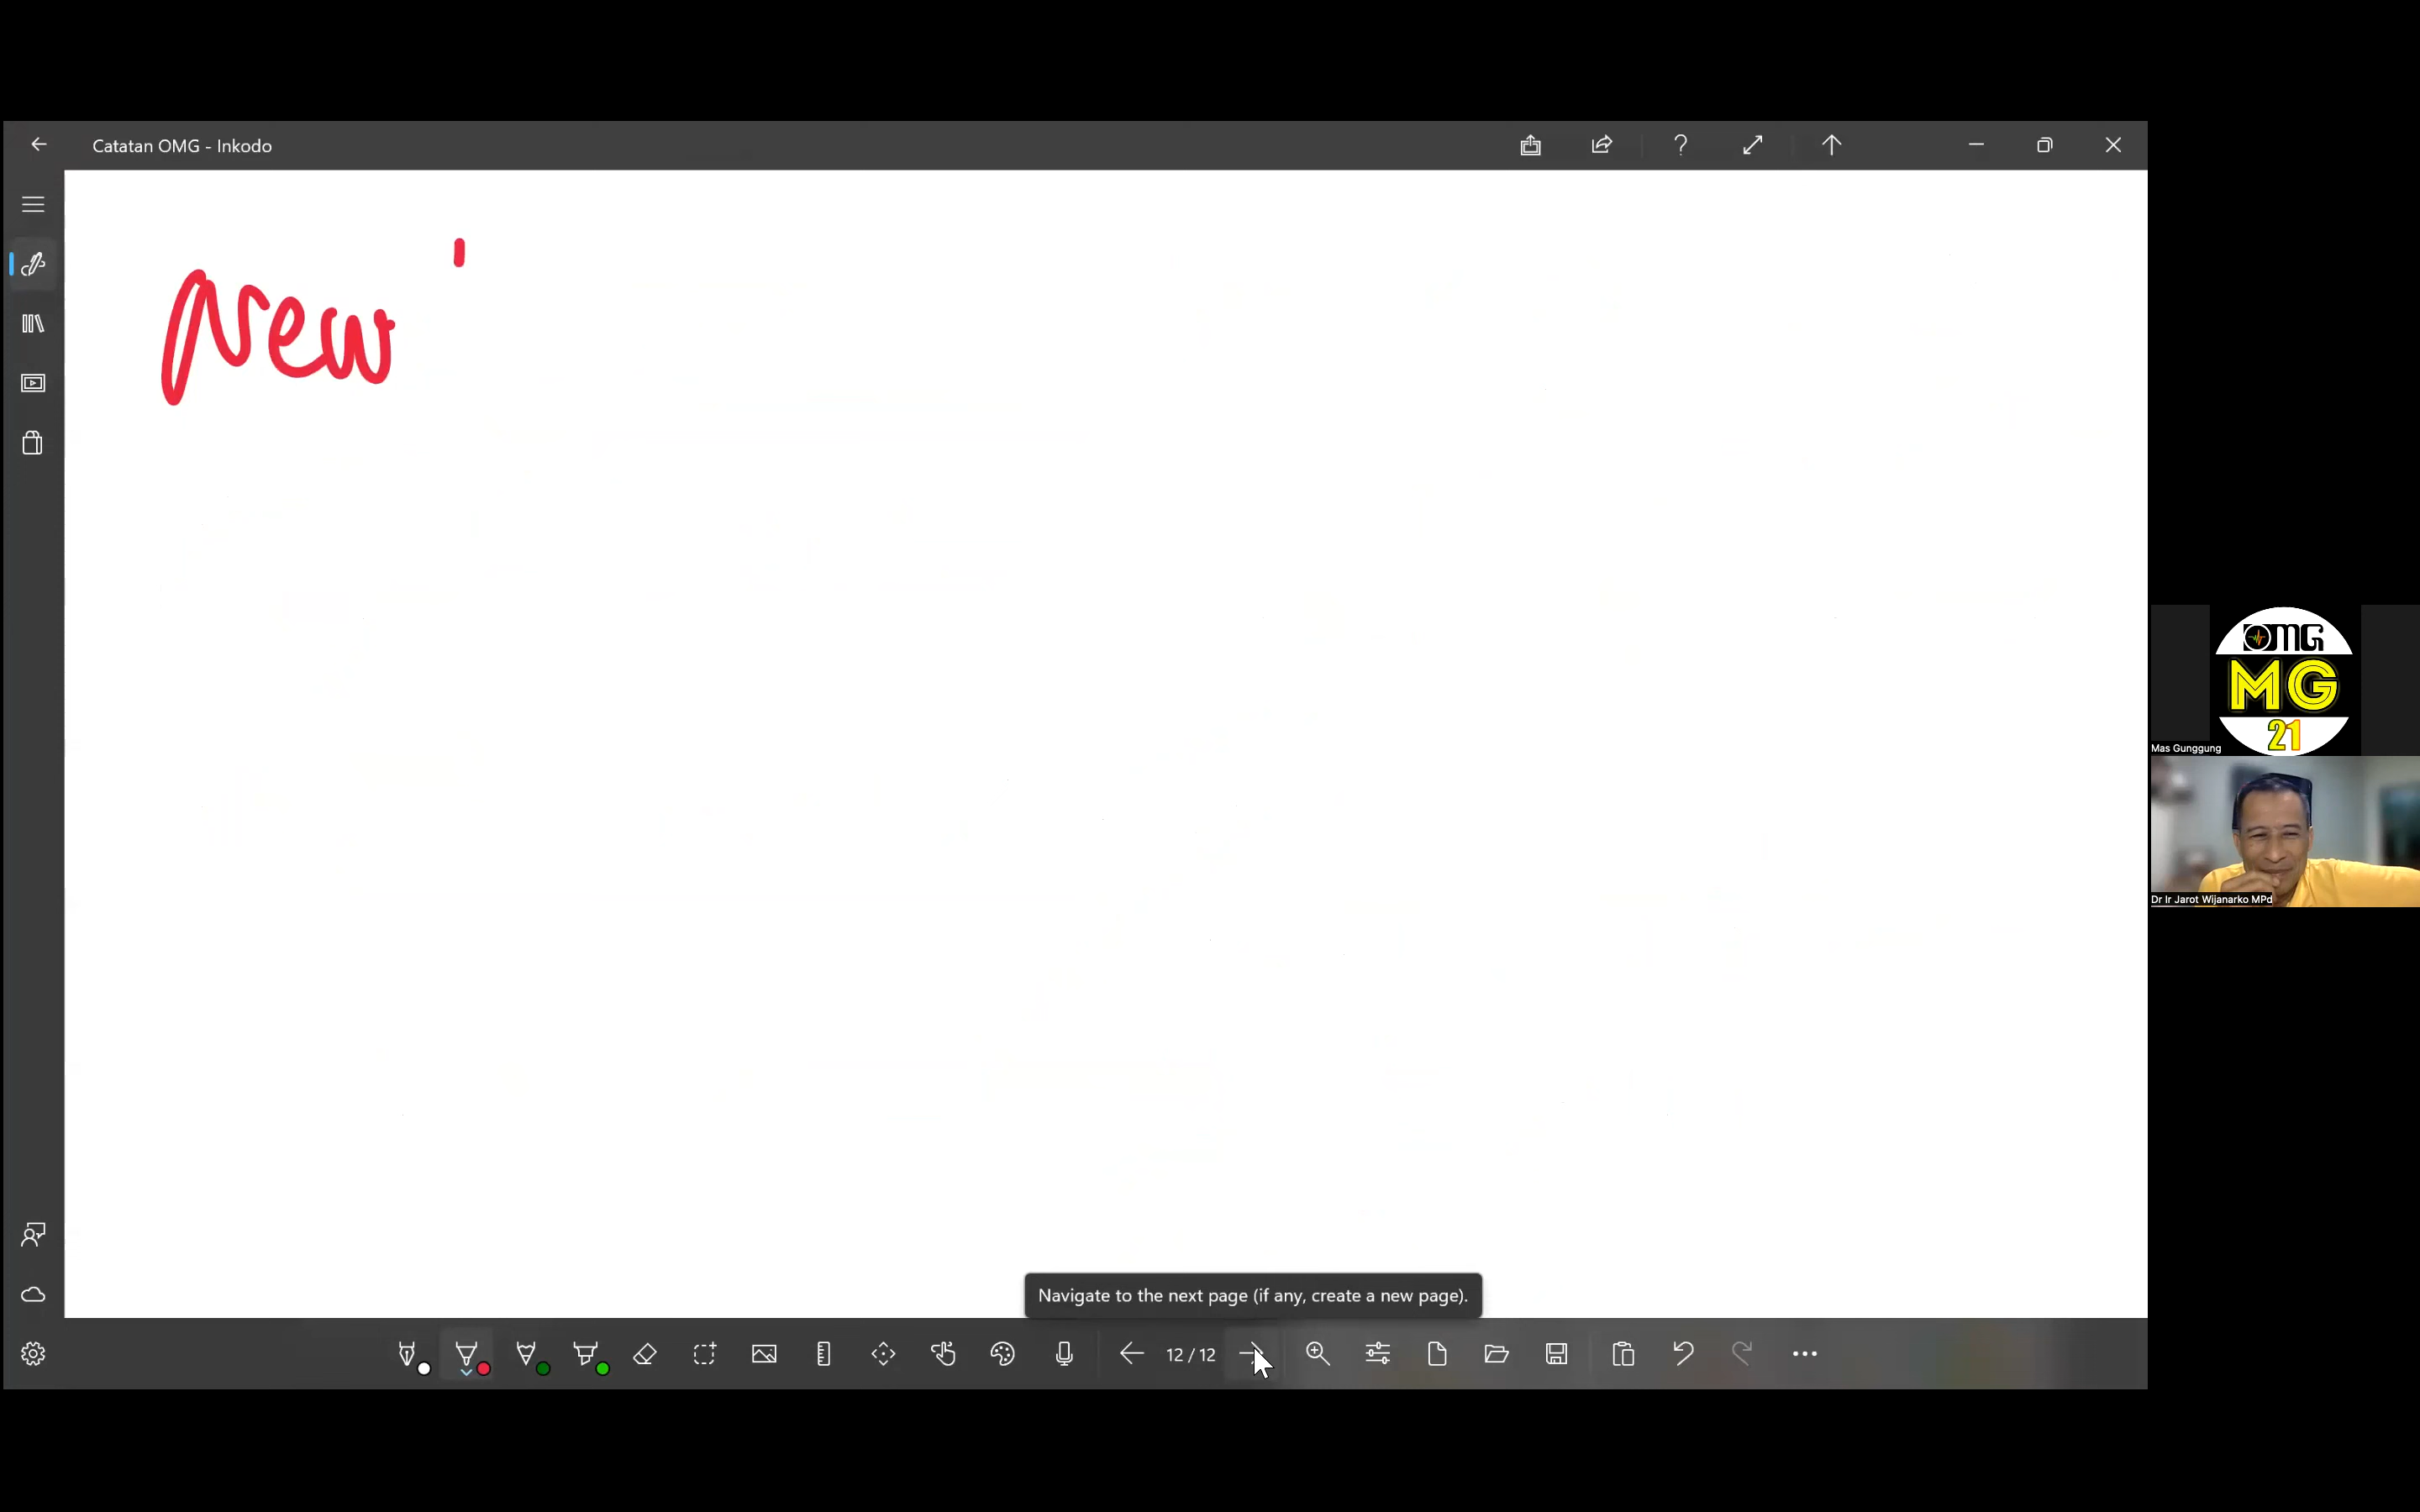 Catatan OMG - Inkodo
New '
OMG
MG
21
Mas Gunggung
Dr Ir Jarot Wijanarko MPd
Navigate to the next page (if any, create a new page).
12 / 12